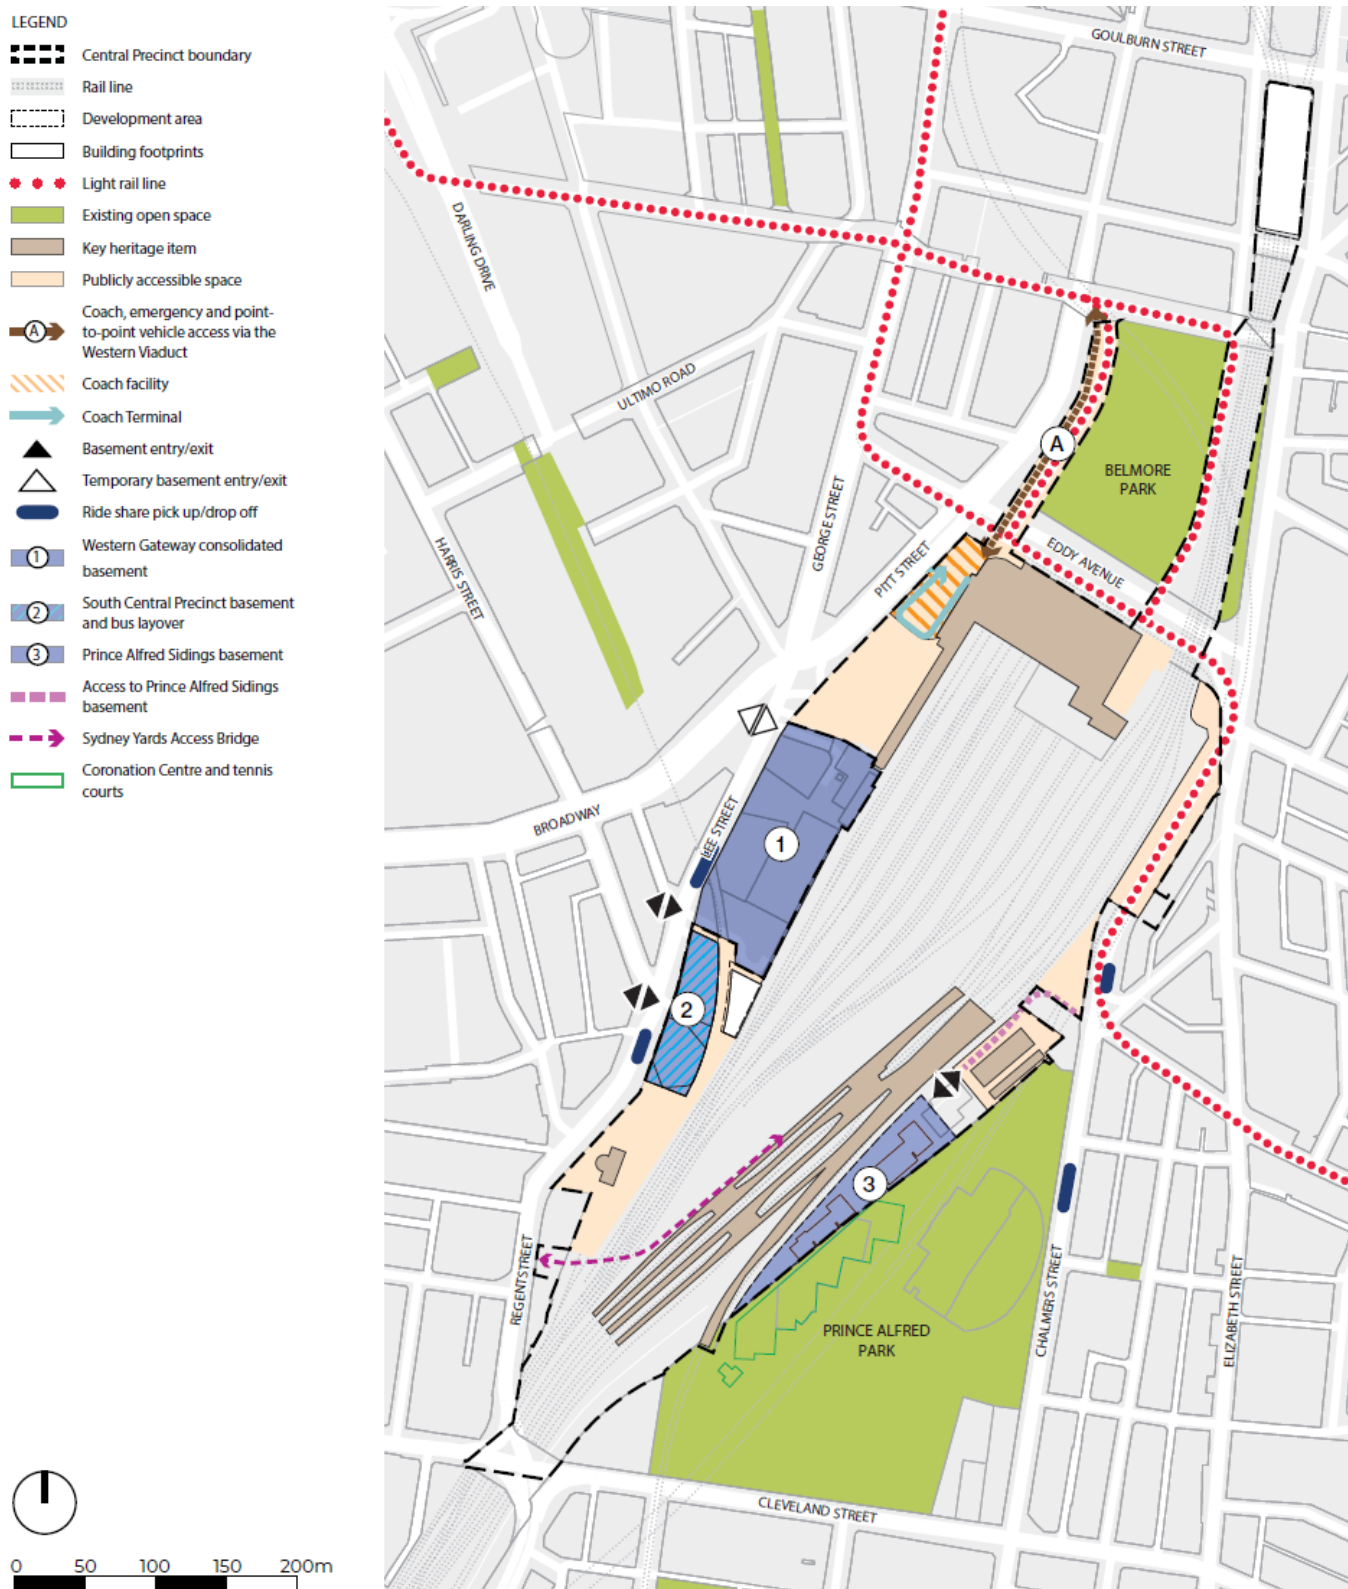 LEGEND
Central Precinct boundary
Rail line
Development area
Building footprints
Light rail line
Existing open space
Key heritage item
Publicly accessible space
A
Coach, emergency and point-
to-point vehicle access via the
Western Viaduct
Coach facility
Coach Terminal
Basement entry/exit
Temporary basement entry/exit
Ride share pick up/drop off
1
Western Gateway consolidated
basement
2
South Central Precinct basement
and bus layover
3
Prince Alfred Sidings basement
Access to Prince Alfred Sidings
basement
Sydney Yards Access Bridge
Coronation Centre and tennis
courts
0 50 100 150 200m
GOULBURN STREET
DARLING DRIVE
ULTIMO ROAD
A
BELMORE
PARK
HARRIS STREET
GEORGE STREET
PITT STREET
EDDY AVENUE
BROADWAY
LEE STREET
1
2
3
REGENT STREET
PRINCE ALFRED
PARK
CHALMERS STREET
ELIZABETH STREET
CLEVELAND STREET